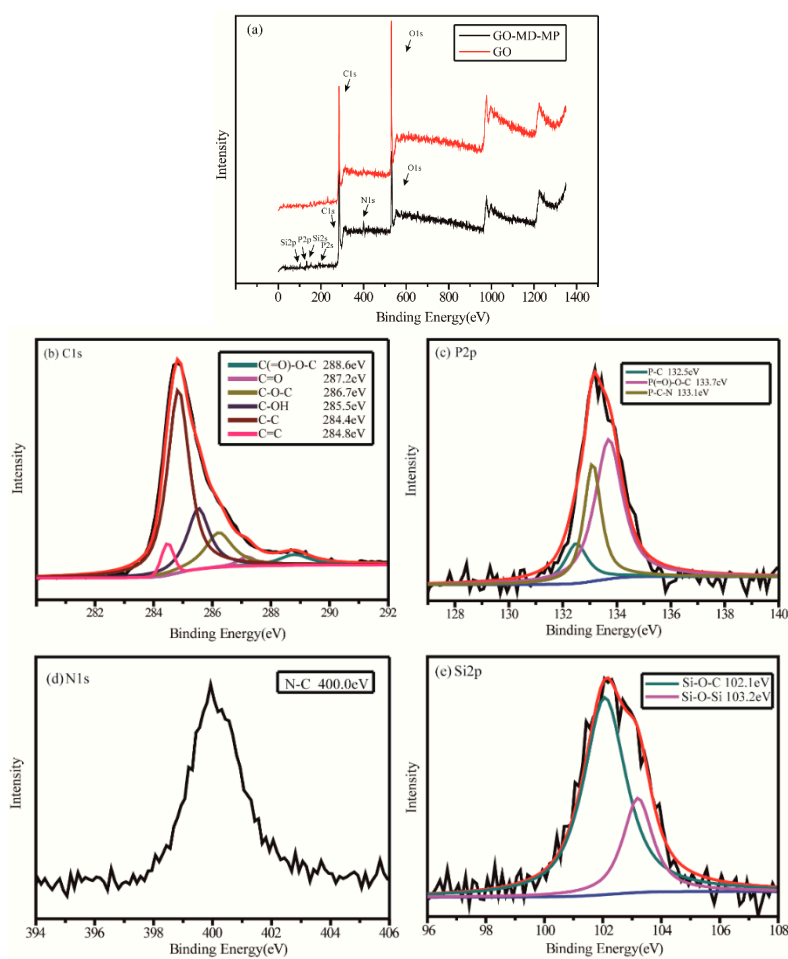 (a)
GO-MD-MP
GO
O1s
C1s
O1s
N1s
C1s
Si2p
P2p
Si2s
P2s
Intensity
0 200 400 600 800 1000 1200 1400
Binding Energy(eV)
(b) C1s
C(=O)-O-C 288.6eV
C=O 287.2eV
C-O-C 286.7eV
C-OH 285.5eV
C-C 284.4eV
C=C 284.8eV
Intensity
282 284 286 288 290 292
Binding Energy(eV)
(c) P2p
P-C 132.5eV
P(=O)-O-C 133.7eV
P-C-N 133.1eV
Intensity
128 130 132 134 136 138 140
Binding Energy(eV)
(d) N1s
N-C 400.0eV
Intensity
394 396 398 400 402 404 406
Binding Energy(eV)
(e) Si2p
Si-O-C 102.1eV
Si-O-Si 103.2eV
Intensity
96 98 100 102 104 106 108
Binding Energy(eV)